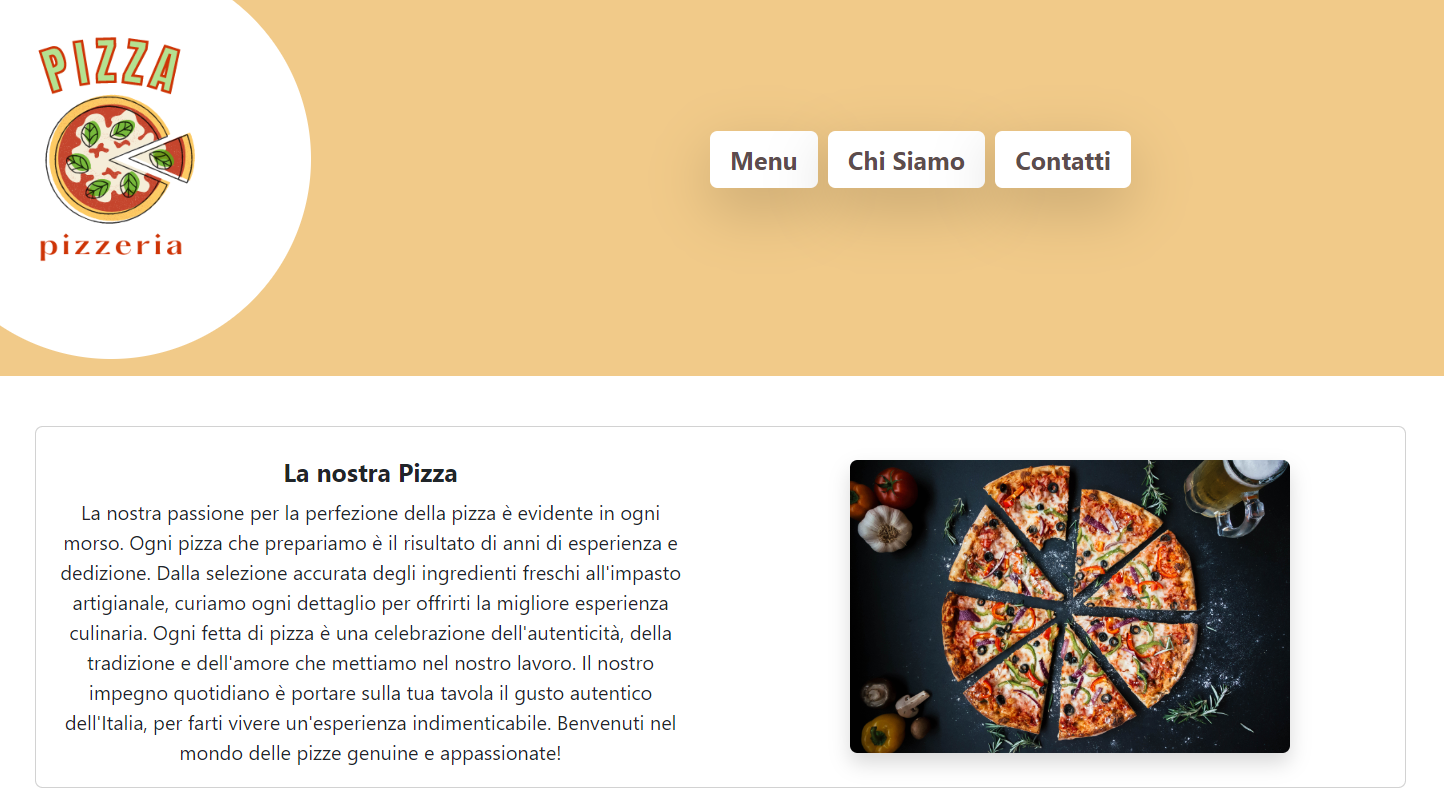 PIZZA
pizzeria
Menu
Chi Siamo
Contatti
La nostra Pizza
La nostra passione per la perfezione della pizza è evidente in ogni
morso. Ogni pizza che prepariamo è il risultato di anni di esperienza e
dedizione. Dalla selezione accurata degli ingredienti freschi all'impasto
artigianale, curiamo ogni dettaglio per offrirti la migliore esperienza
culinaria. Ogni fetta di pizza è una celebrazione dell'autenticità, della
tradizione e dell'amore che mettiamo nel nostro lavoro. Il nostro
impegno quotidiano è portare sulla tua tavola il gusto autentico
dell'Italia, per farti vivere un'esperienza indimenticabile. Benvenuti nel
mondo delle pizze genuine e appassionate!